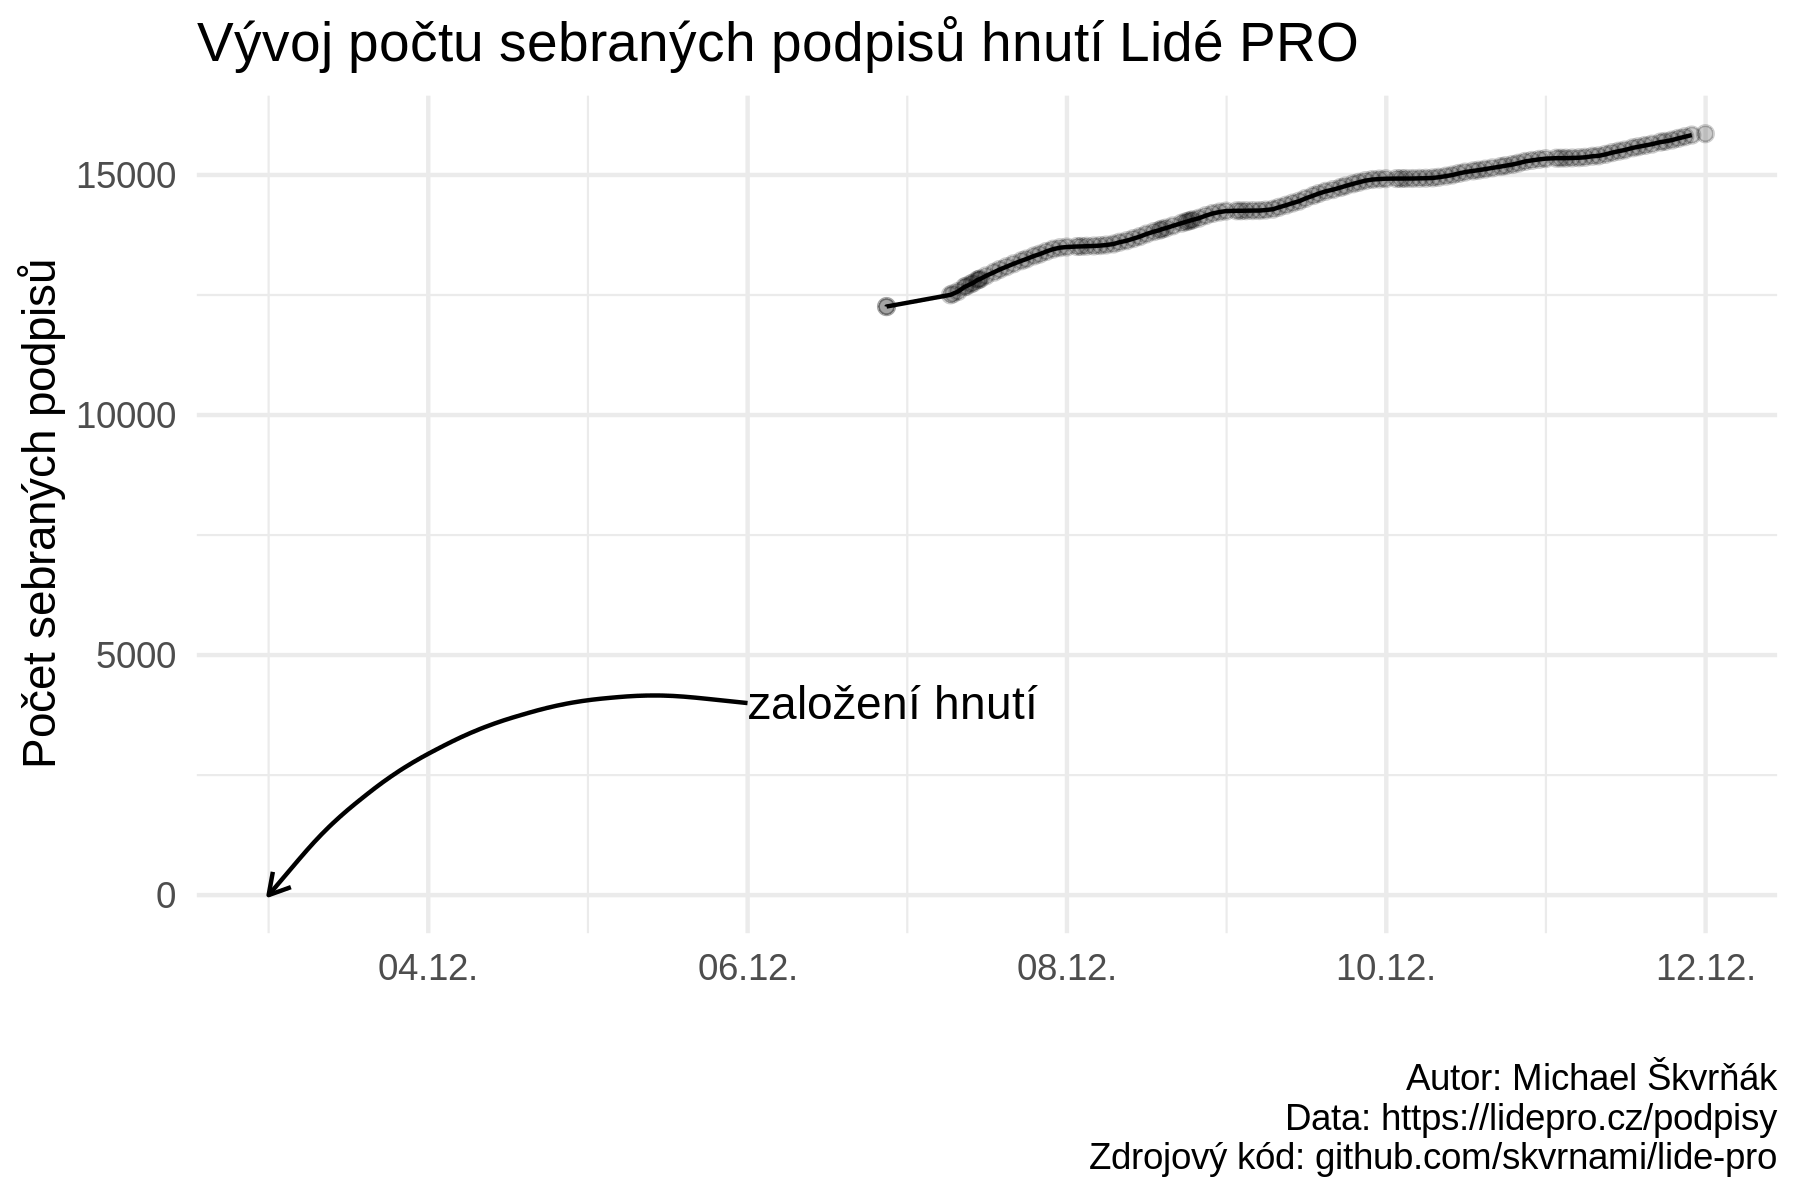 Vývoj počtu sebraných podpisů hnutí Lidé PRO
Počet sebraných podpisů
15000
10000
5000
0
založení hnutí
04.12.
06.12.
08.12.
10.12.
12.12.
Autor: Michael Škvrňák
Data: https://lidepro.cz/podpisy
Zdrojový kód: github.com/skvrnami/lide-pro